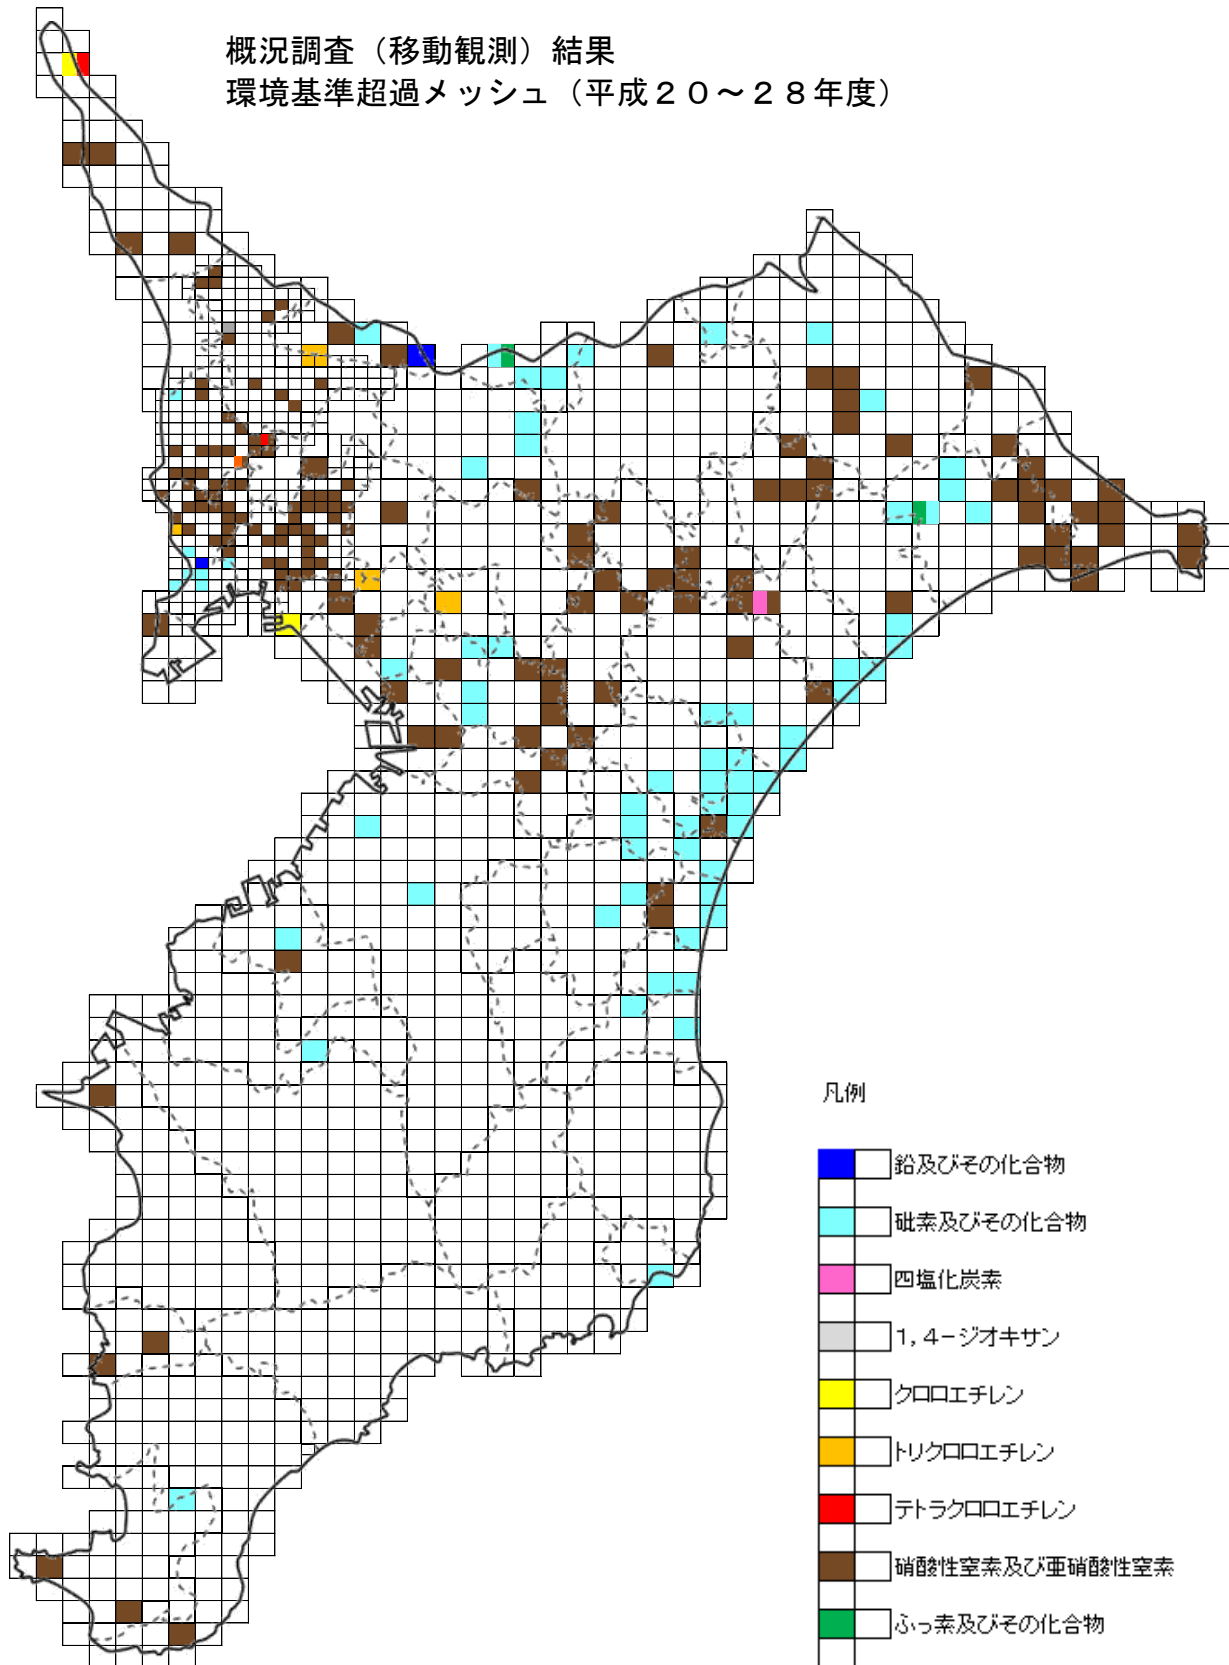 概況調査（移動観測）結果
環境基準超過メッシュ（平成２０～２８年度）
凡例
鉛及びその化合物
砒素及びその化合物
四塩化炭素
１，４－ジオキサン
クロロエチレン
トリクロロエチレン
テトラクロロエチレン
硝酸性窒素及び亜硝酸性窒素
ふっ素及びその化合物